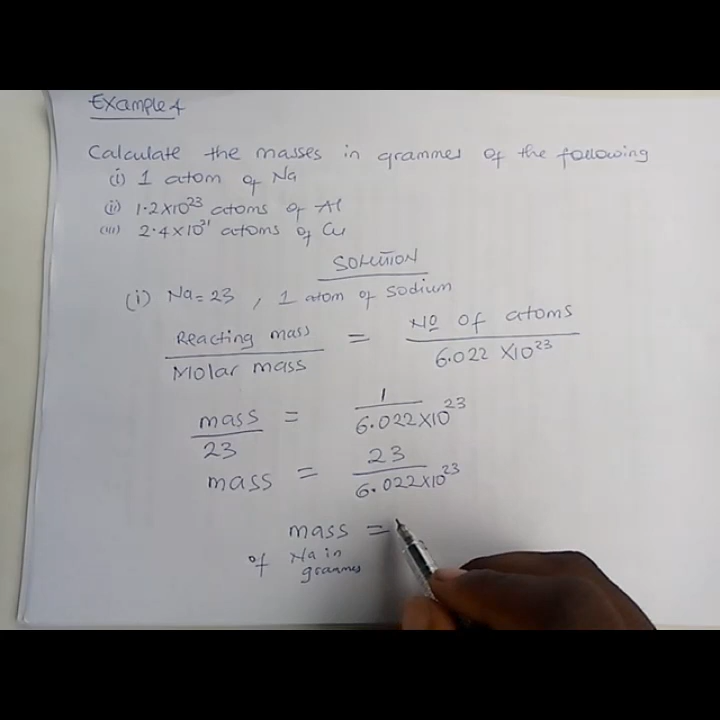 Example 4
Calculate the masses in grammes of the following
(i) 1 atom of Na
(ii) 1.2×10²³ atoms of Al
(iii) 2.4×10³¹ atoms of Cu
SOLUTION
(i) Na = 23 , 1 atom of sodium
Reacting mass / Molar mass = No of atoms / 6.022 ×10²³
mass / 23 = 1 / 6.022×10²³
mass = 23 / 6.022×10²³
mass =
of Na in
grammes